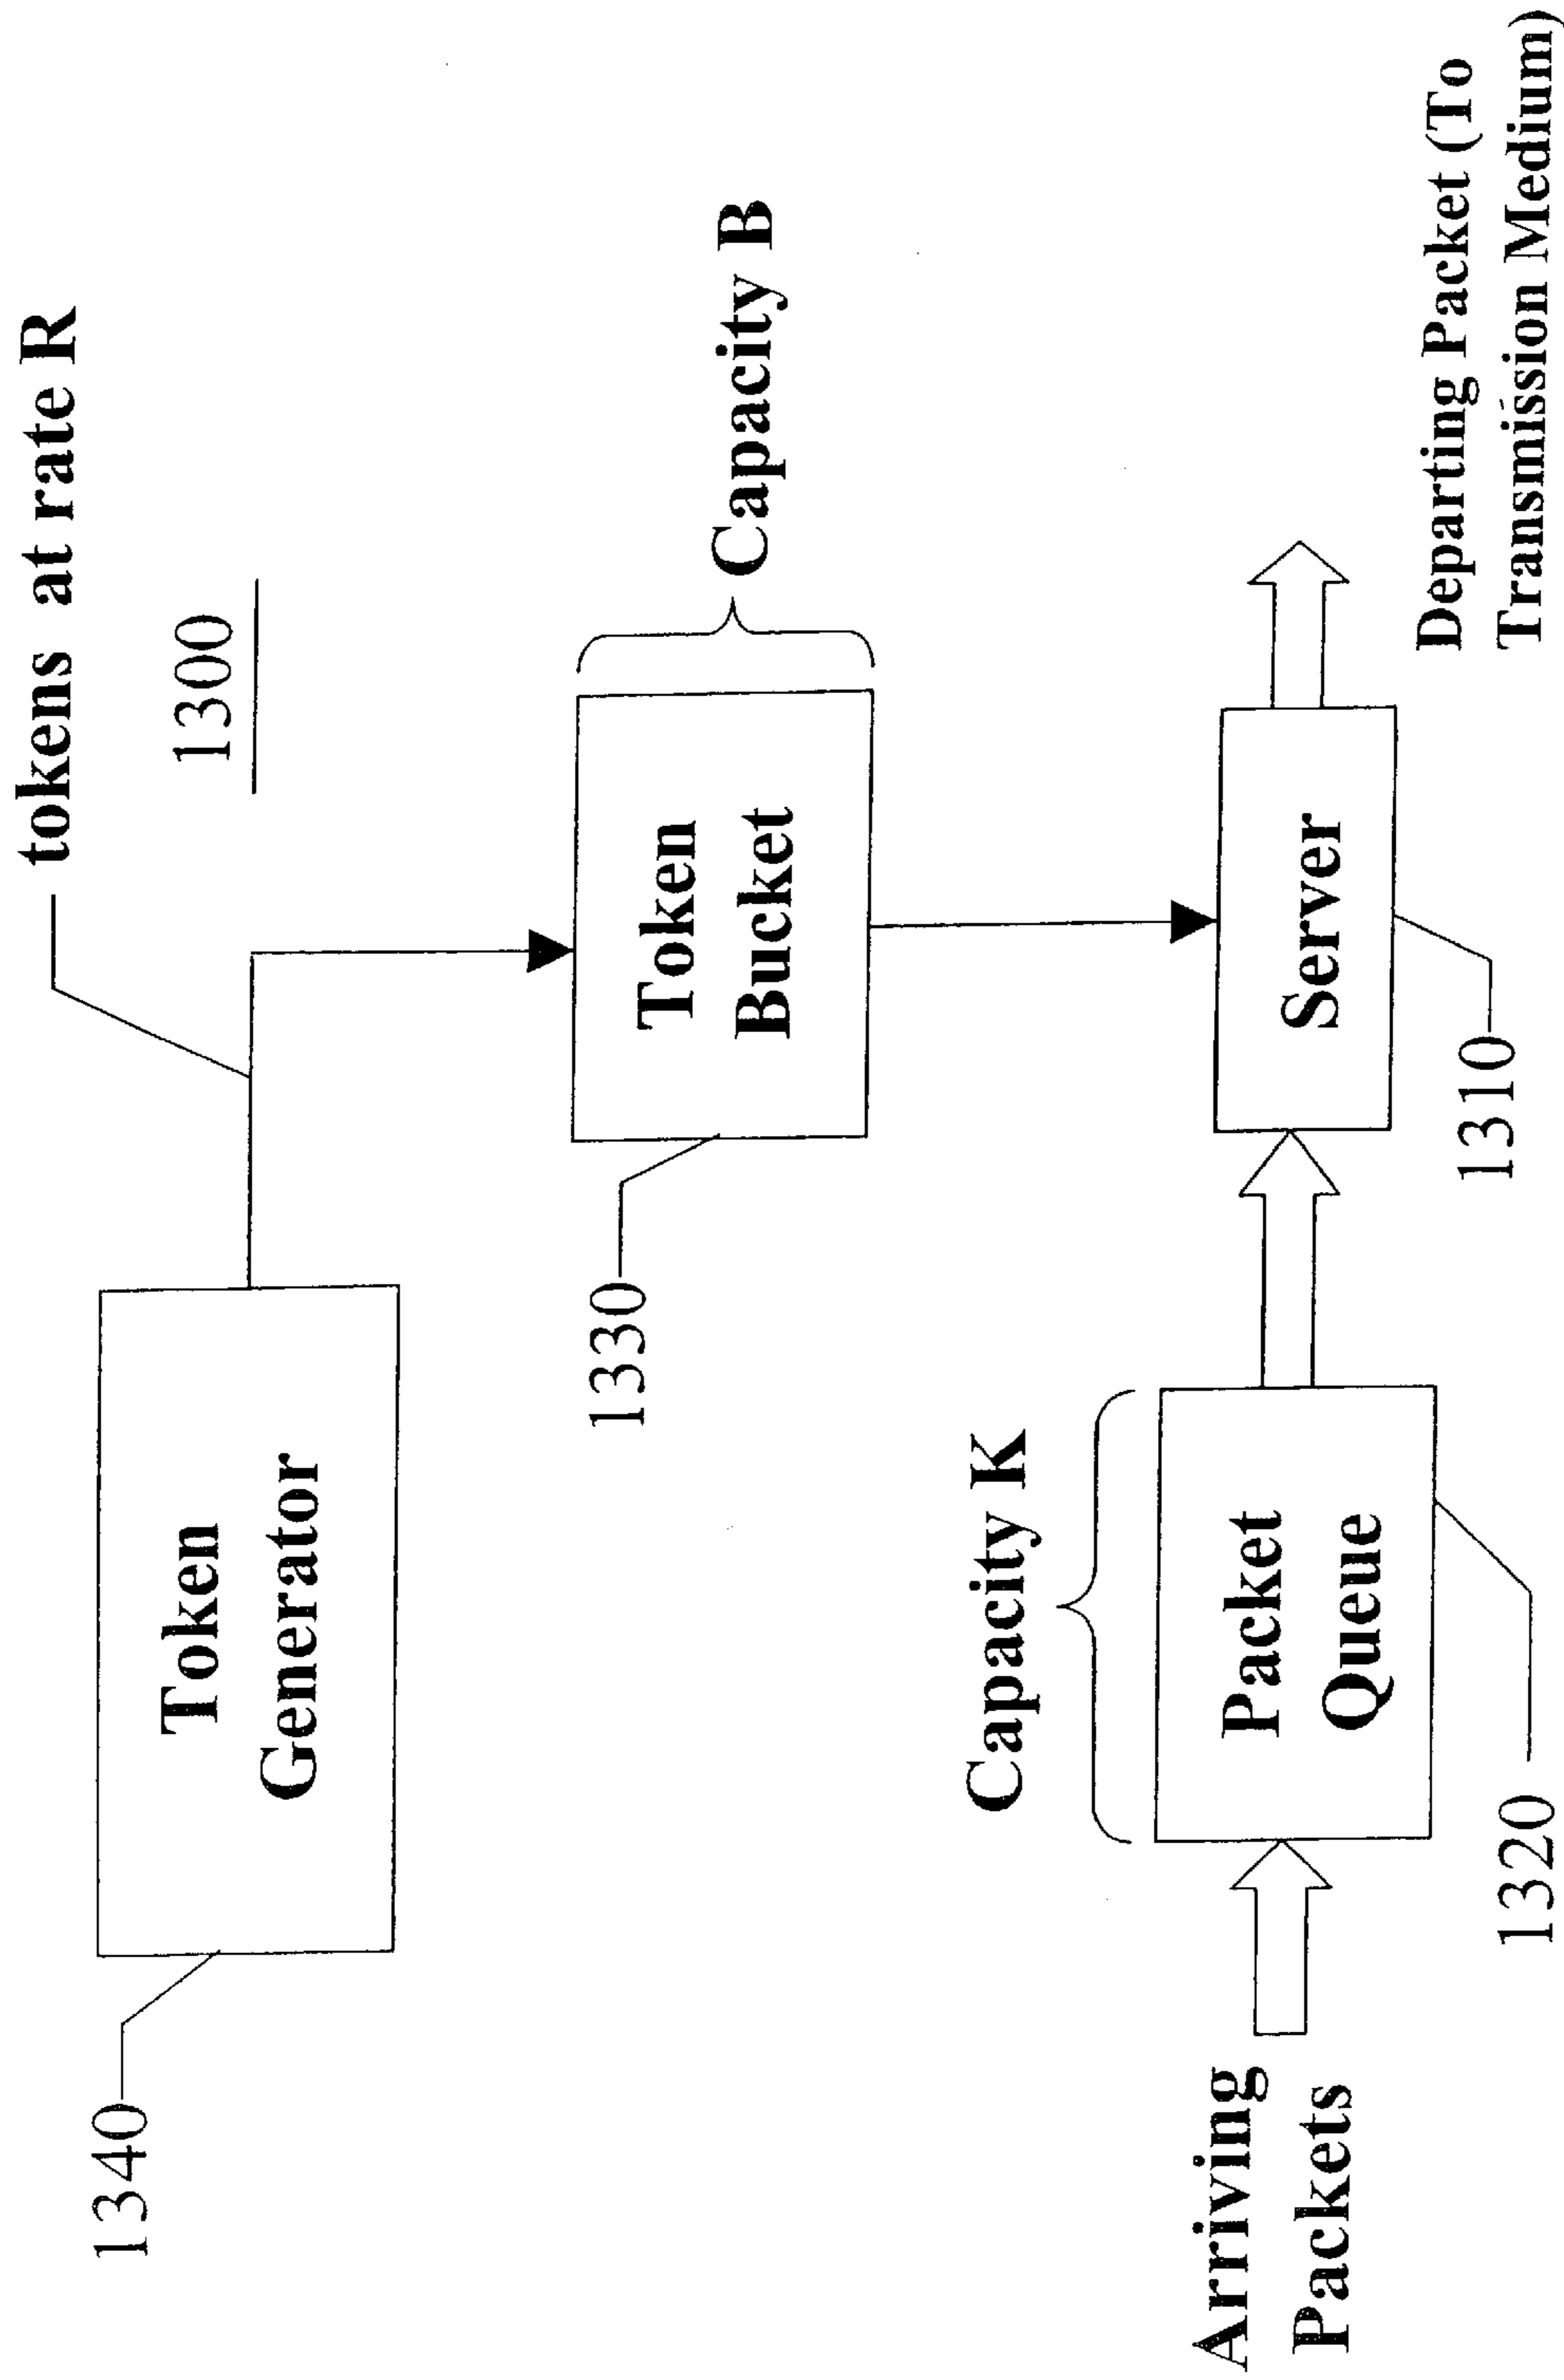 tokens at rate R
1300
1340
Token
Generator
1330
Token
Bucket
Capacity B
Capacity K
Arriving
Packets
Packet
Queue
1320
Server
1310
Departing Packet (To
Transmission Medium)